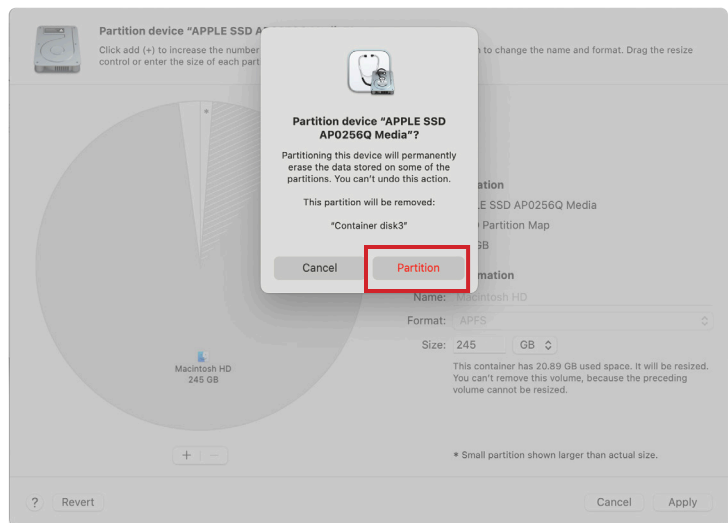 Partition device “APPLE SSD A
Click add (+) to increase the number
n to change the name and format. Drag the resize
control or enter the size of each part
Partition device “APPLE SSD
AP0256Q Media”?
Partitioning this device will permanently
erase the data stored on some of the
partitions. You can’t undo this action.
This partition will be removed:
“Container disk3”
Cancel
Partition
ation
LE SSD AP0256Q Media
Partition Map
GB
mation
Name: Macintosh HD
Format: APFS
Size: 245 GB
This container has 20.89 GB used space. It will be resized.
You can’t remove this volume, because the preceding
volume cannot be resized.
Macintosh HD
245 GB
+ −
* Small partition shown larger than actual size.
? Revert
Cancel
Apply